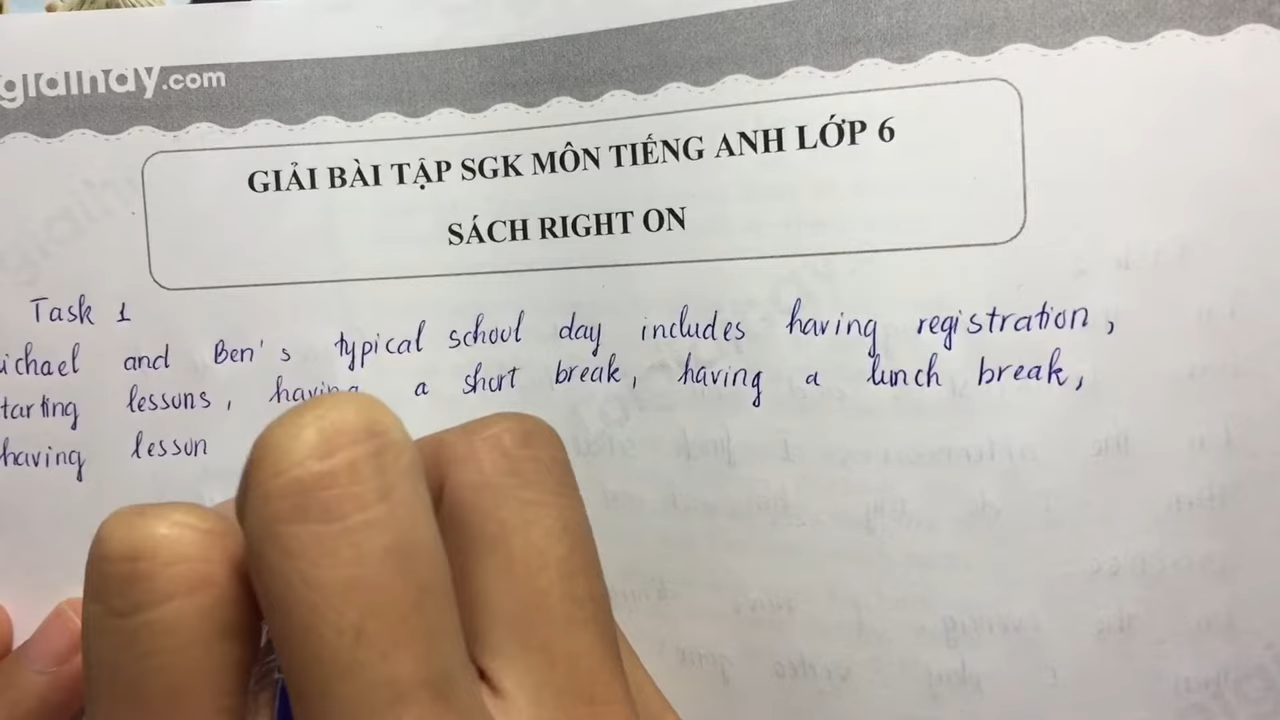 giainay.com
GIẢI BÀI TẬP SGK MÔN TIẾNG ANH LỚP 6
SÁCH RIGHT ON
Task 1
ichael and Ben's typical school day includes having registration,
tarting lessons, having a short break, having a lunch break,
having lesson